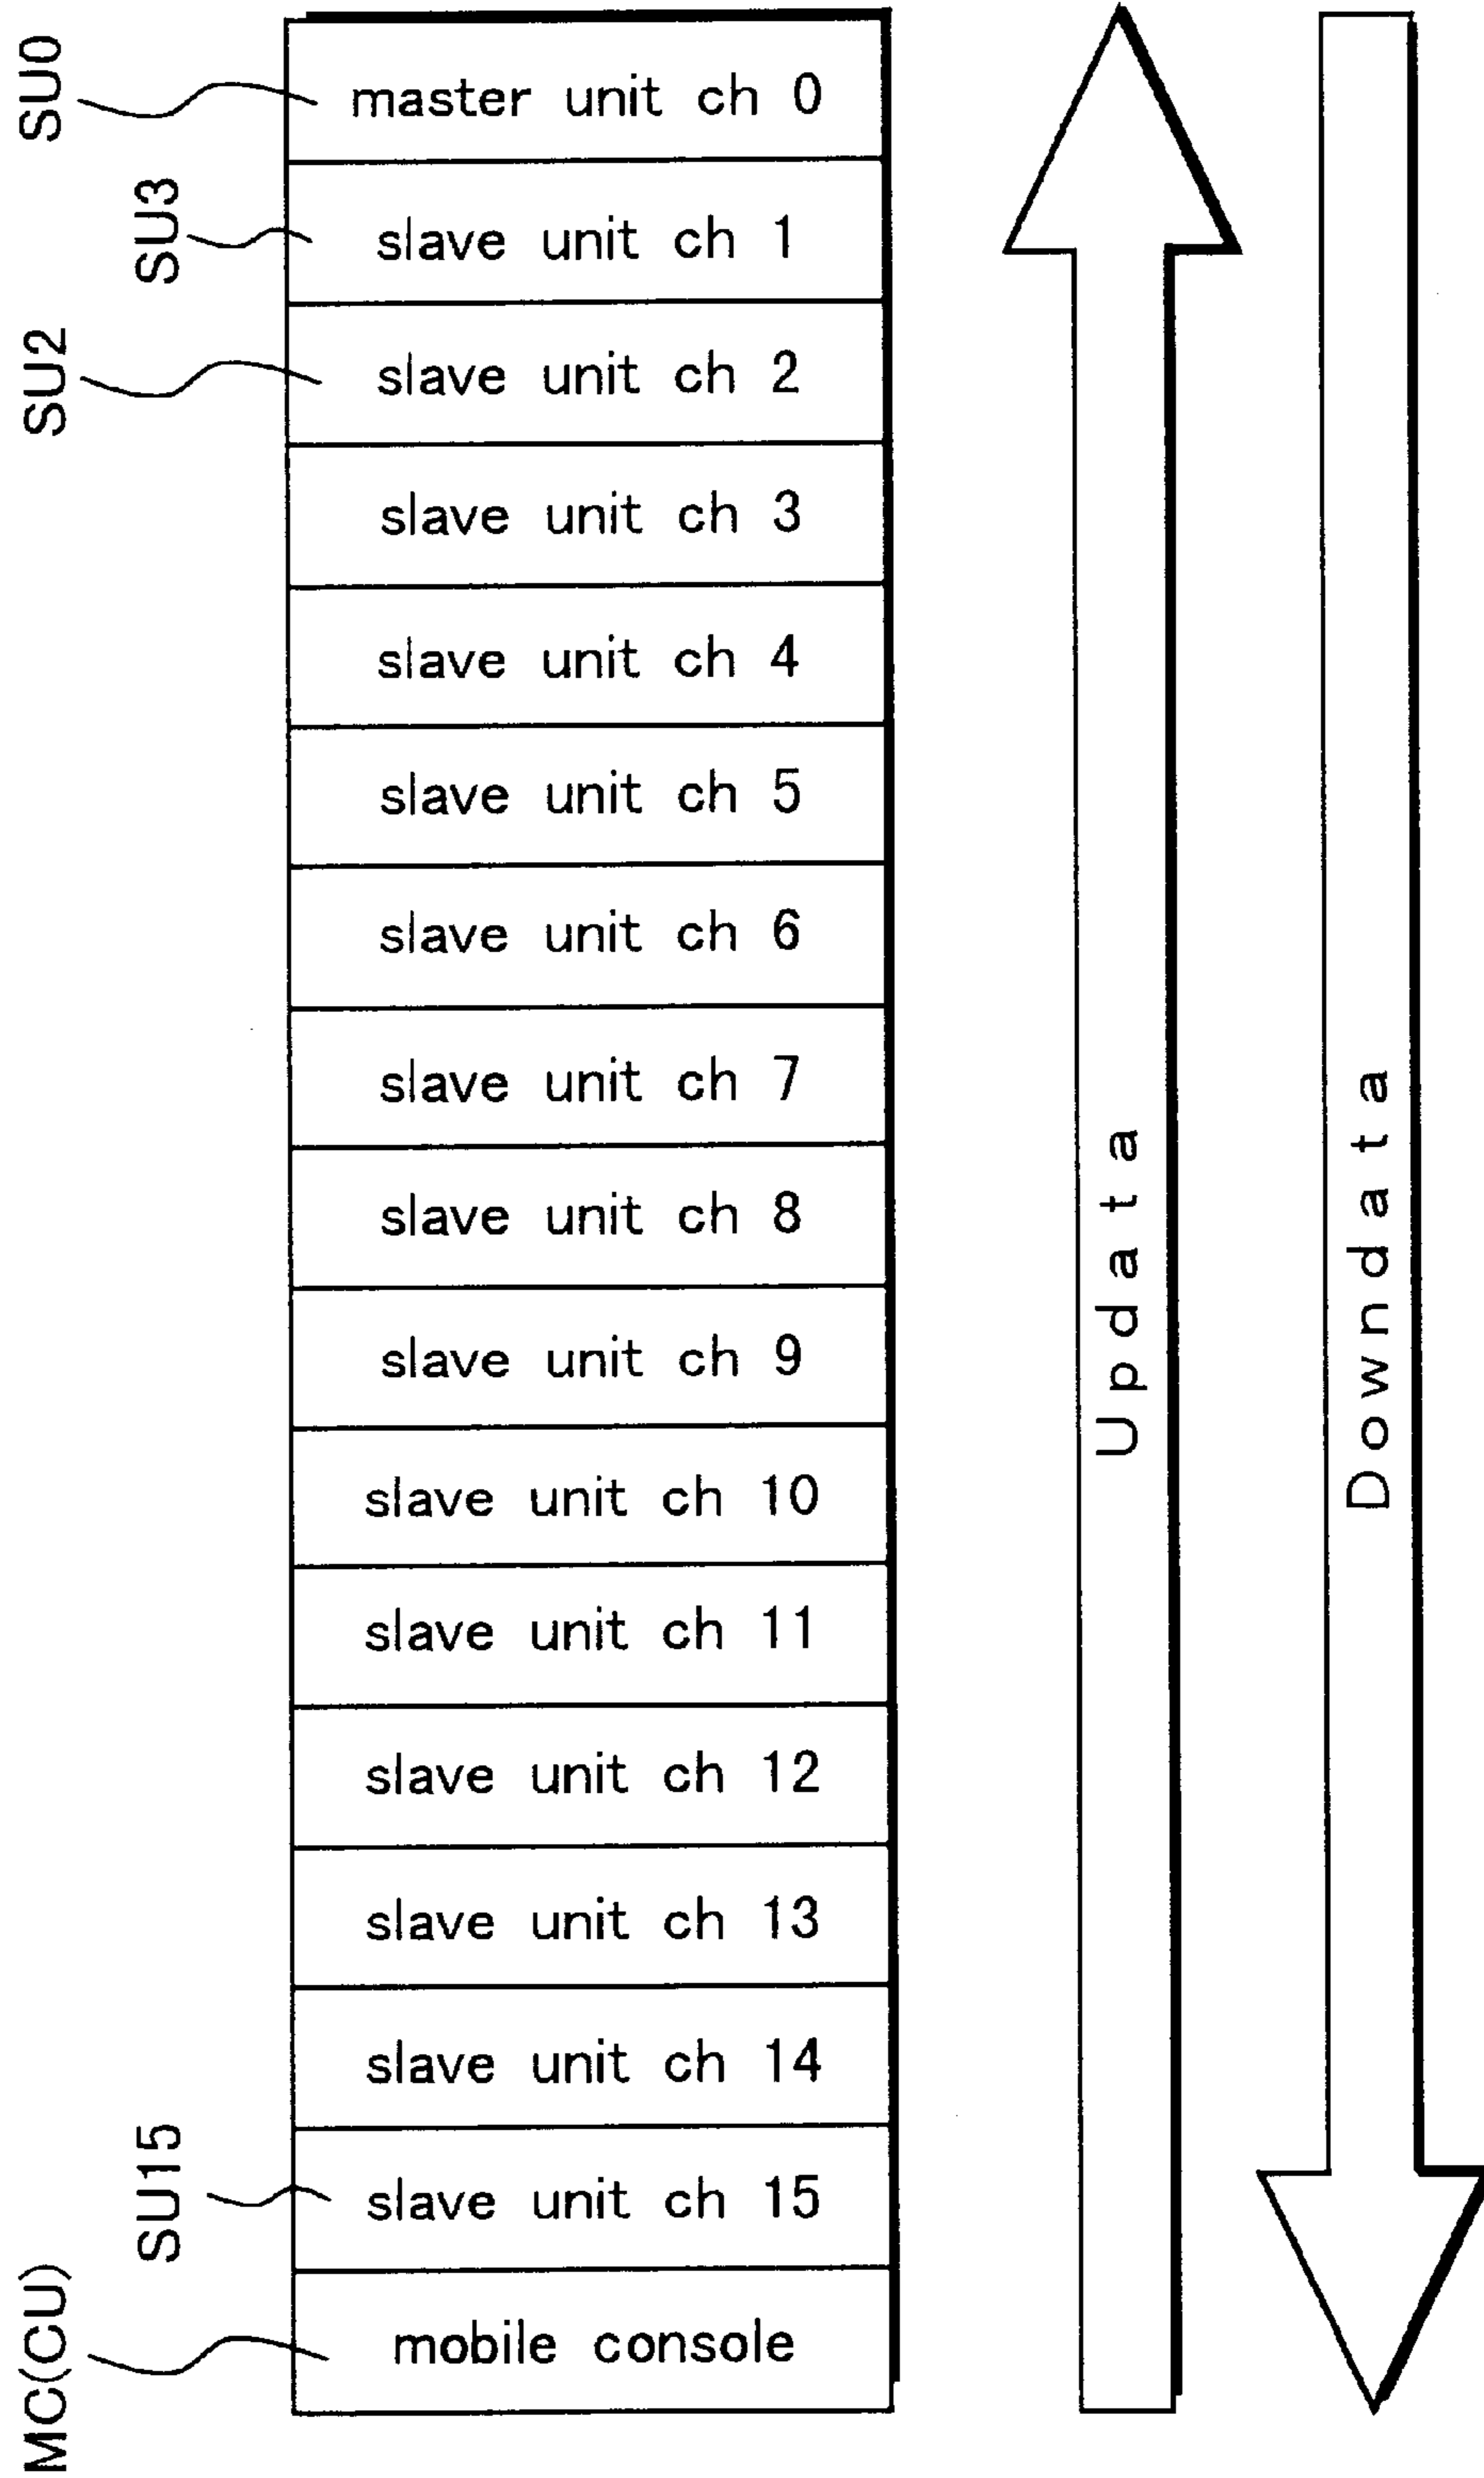 SU0
master unit ch 0
SU3
slave unit ch 1
SU2
slave unit ch 2
slave unit ch 3
slave unit ch 4
slave unit ch 5
slave unit ch 6
slave unit ch 7
slave unit ch 8
slave unit ch 9
slave unit ch 10
slave unit ch 11
slave unit ch 12
slave unit ch 13
slave unit ch 14
SU15
slave unit ch 15
MC(CU)
mobile console
Updata
Downdata